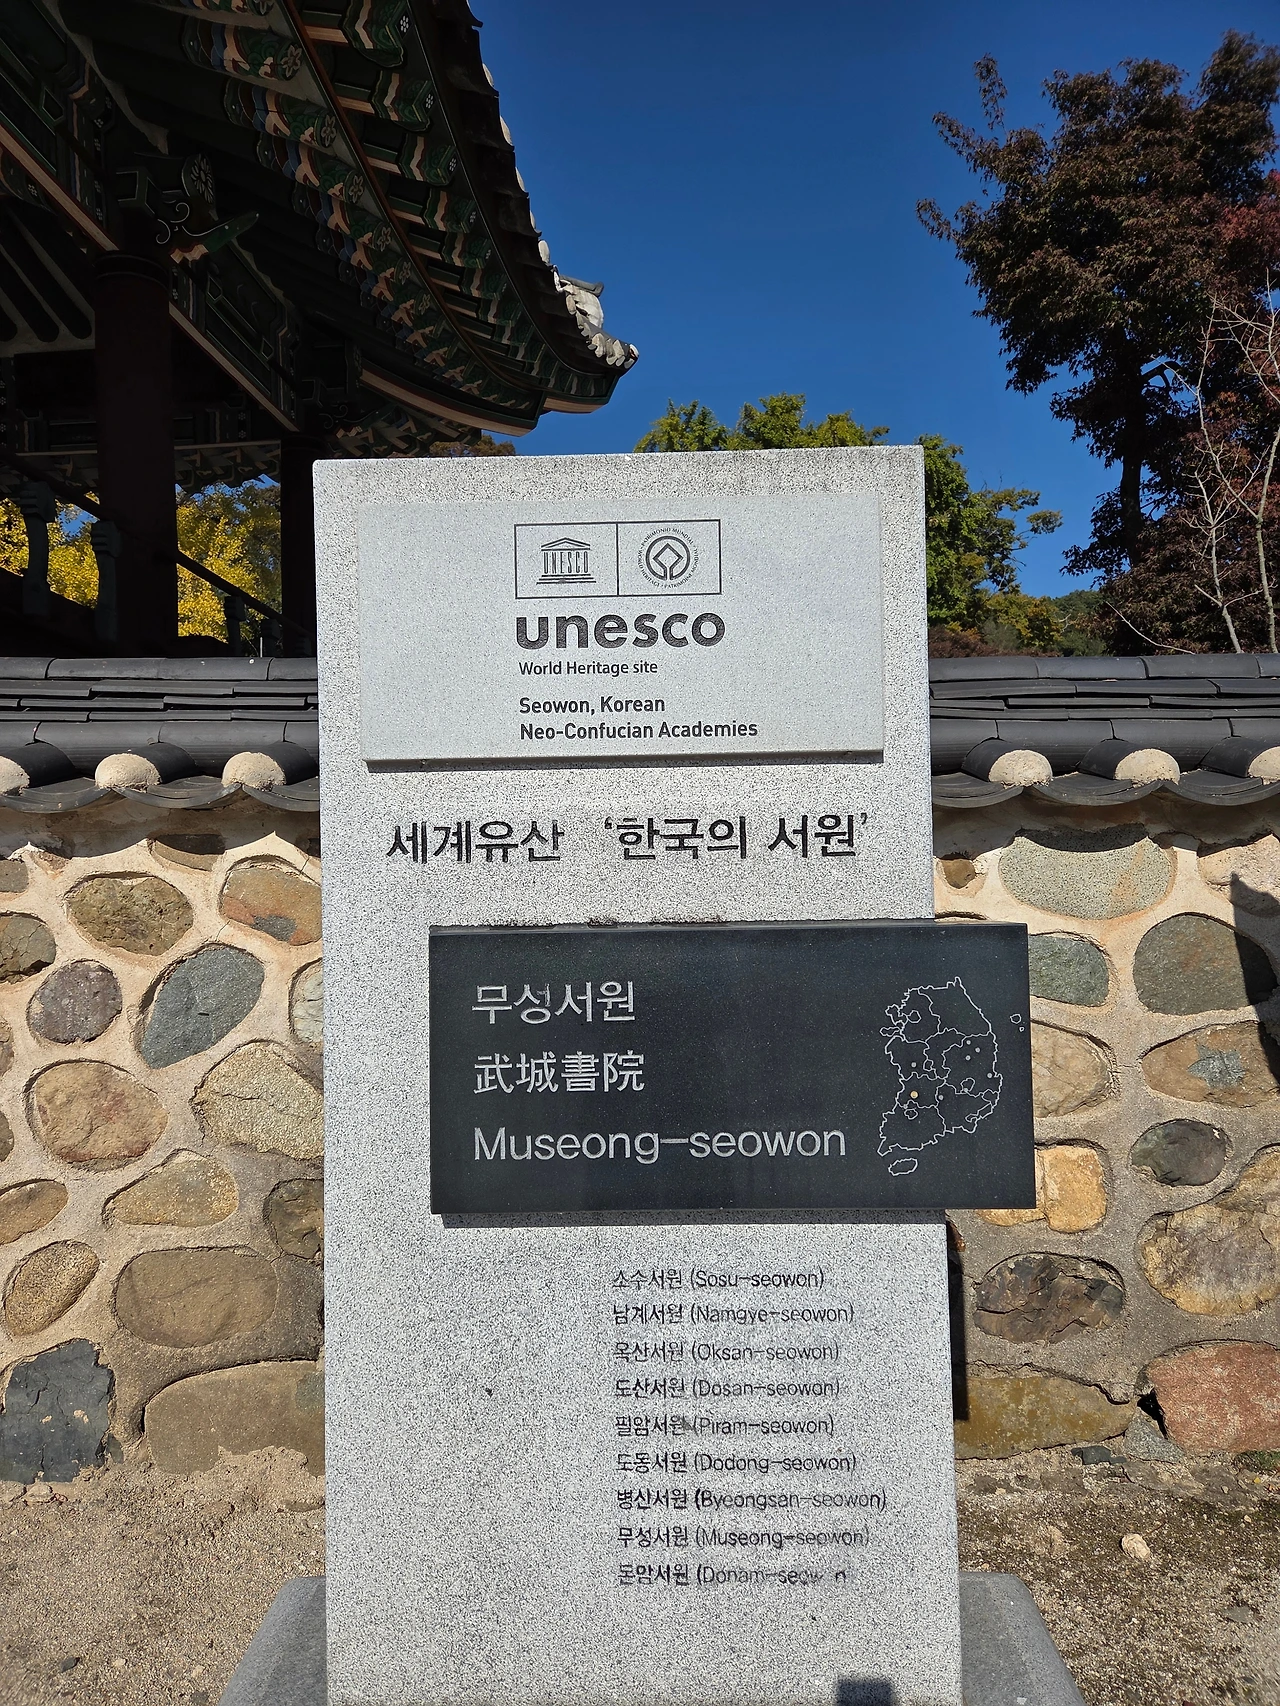 UNESCO
unesco
World Heritage site
Seowon, Korean
Neo-Confucian Academies
세계유산 ‘한국의 서원’
무성서원
武城書院
Museong-seowon
소수서원 (Sosu-seowon)
남계서원 (Namgye-seowon)
옥산서원 (Oksan-seowon)
도산서원 (Dosan-seowon)
필암서원 (Piram-seowon)
도동서원 (Dodong-seowon)
병산서원 (Byeongsan-seowon)
무성서원 (Museong-seowon)
돈암서원 (Donam-seow n